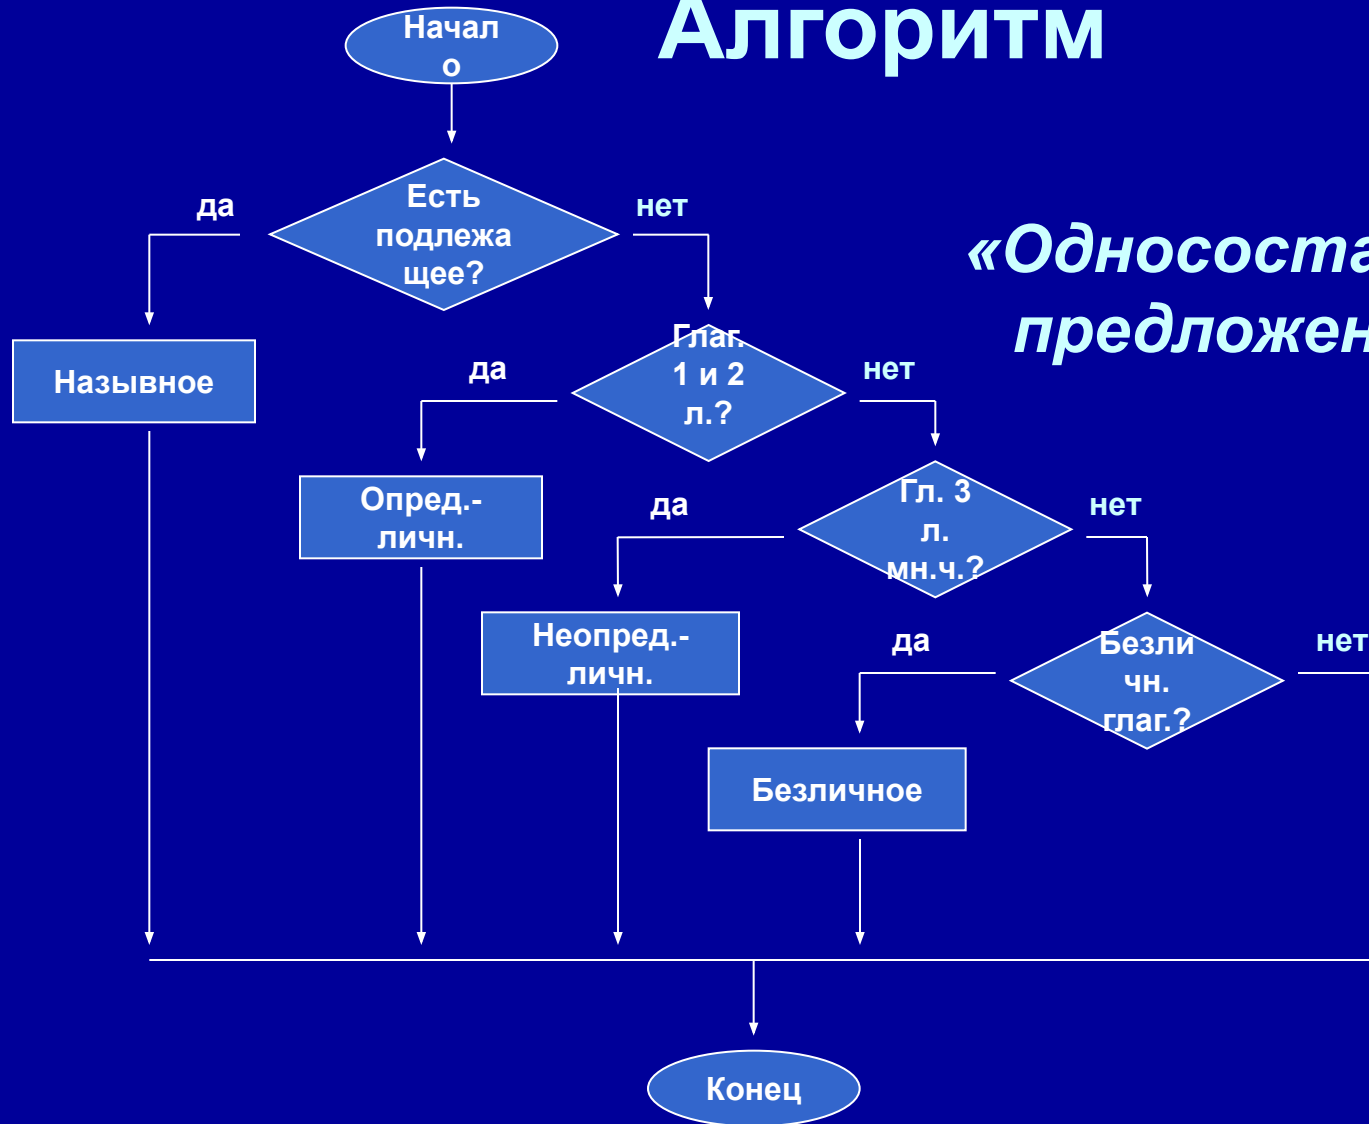 Алгоритм
Начал
о
«Однососта
предложен
да
Есть
подлежа
щее?
нет
Называное
да
Глаг.
1 и 2
л.?
нет
Опред.-
личн.
да
Гл. 3
л.
мн.ч.?
нет
Неопред.-
личн.
да
Безли
чн.
глаг.?
нет
Безличное
Конец